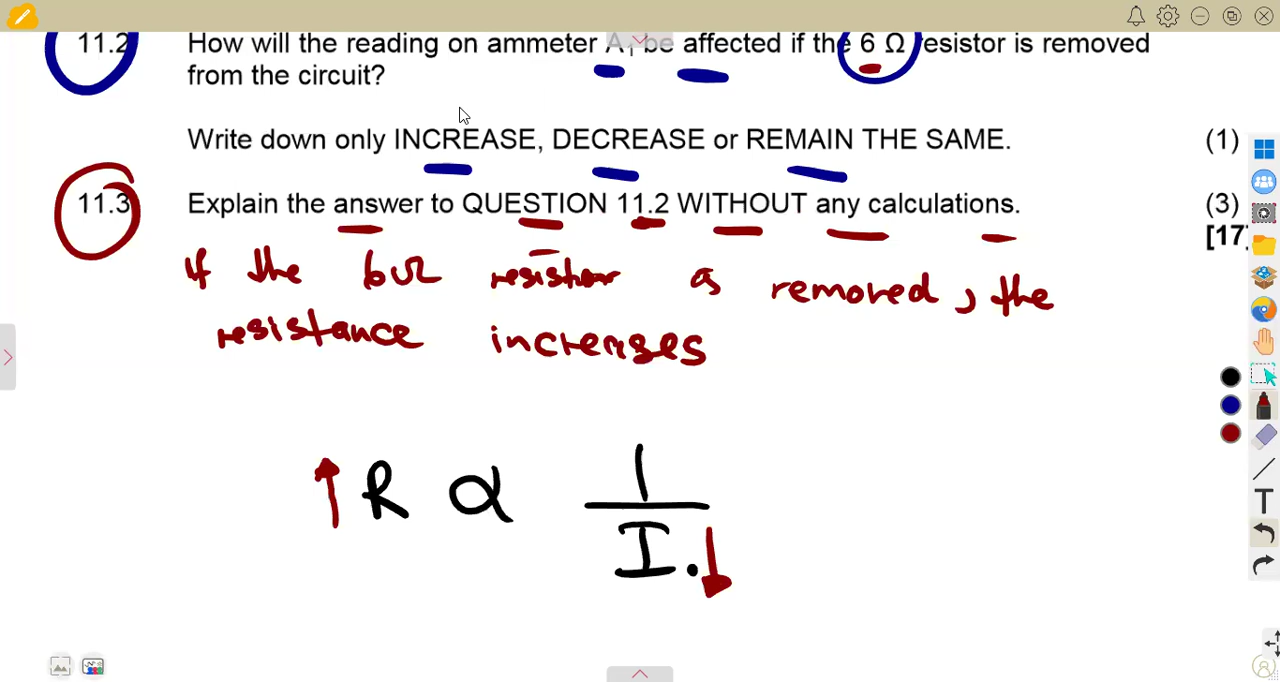 11.2 How will the reading on ammeter A1 be affected if the 6 Ω resistor is removed
from the circuit?
Write down only INCREASE, DECREASE or REMAIN THE SAME. (1)
11.3 Explain the answer to QUESTION 11.2 WITHOUT any calculations. (3)
[17]
If the 6Ω resistor is removed, the
resistance increases
↑ R ∝ 1/I. ↓
T